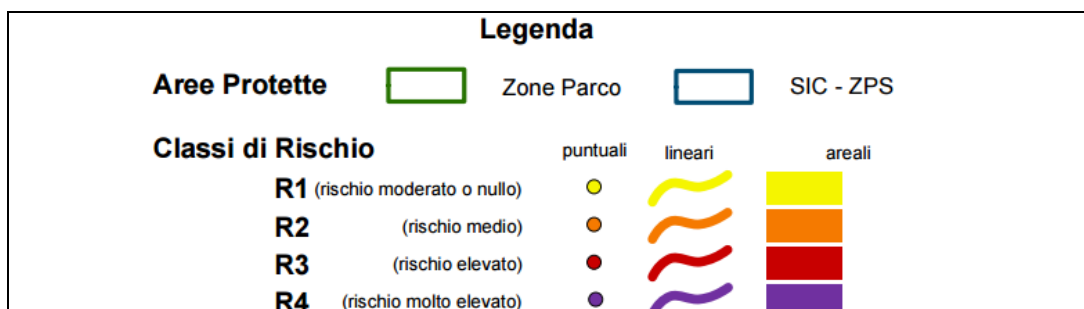 Legenda
Aree Protette Zone Parco SIC - ZPS
Classi di Rischio puntuali lineari areali
R1 (rischio moderato o nullo)
R2 (rischio medio)
R3 (rischio elevato)
R4 (rischio molto elevato)